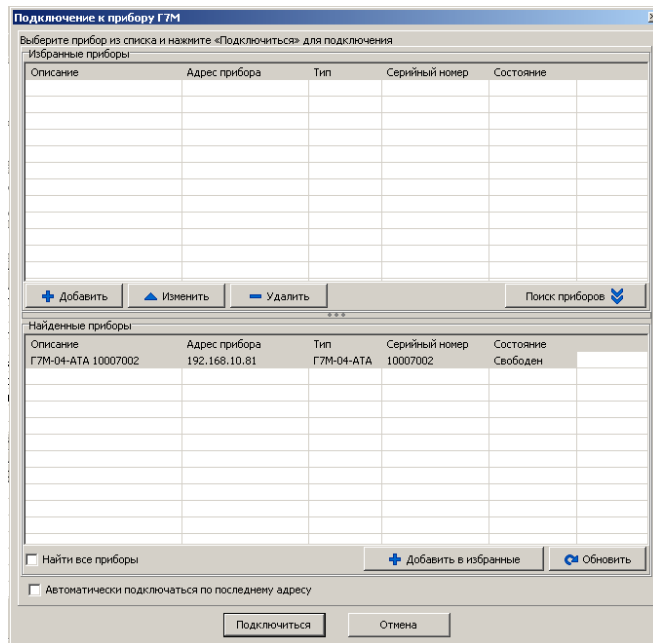 Подключение к прибору Г7М
Выберите прибор из списка и нажмите «Подключиться» для подключения
Избранные приборы
Описание Адрес прибора Тип Серийный номер Состояние
Добавить Изменить Удалить Поиск приборов
Найденные приборы
Описание Адрес прибора Тип Серийный номер Состояние
Г7М-04-АТА 10007002 192.168.10.81 Г7М-04-АТА 10007002 Свободен
Найти все приборы Добавить в избранные Обновить
Автоматически подключаться по последнему адресу
Подключиться Отмена